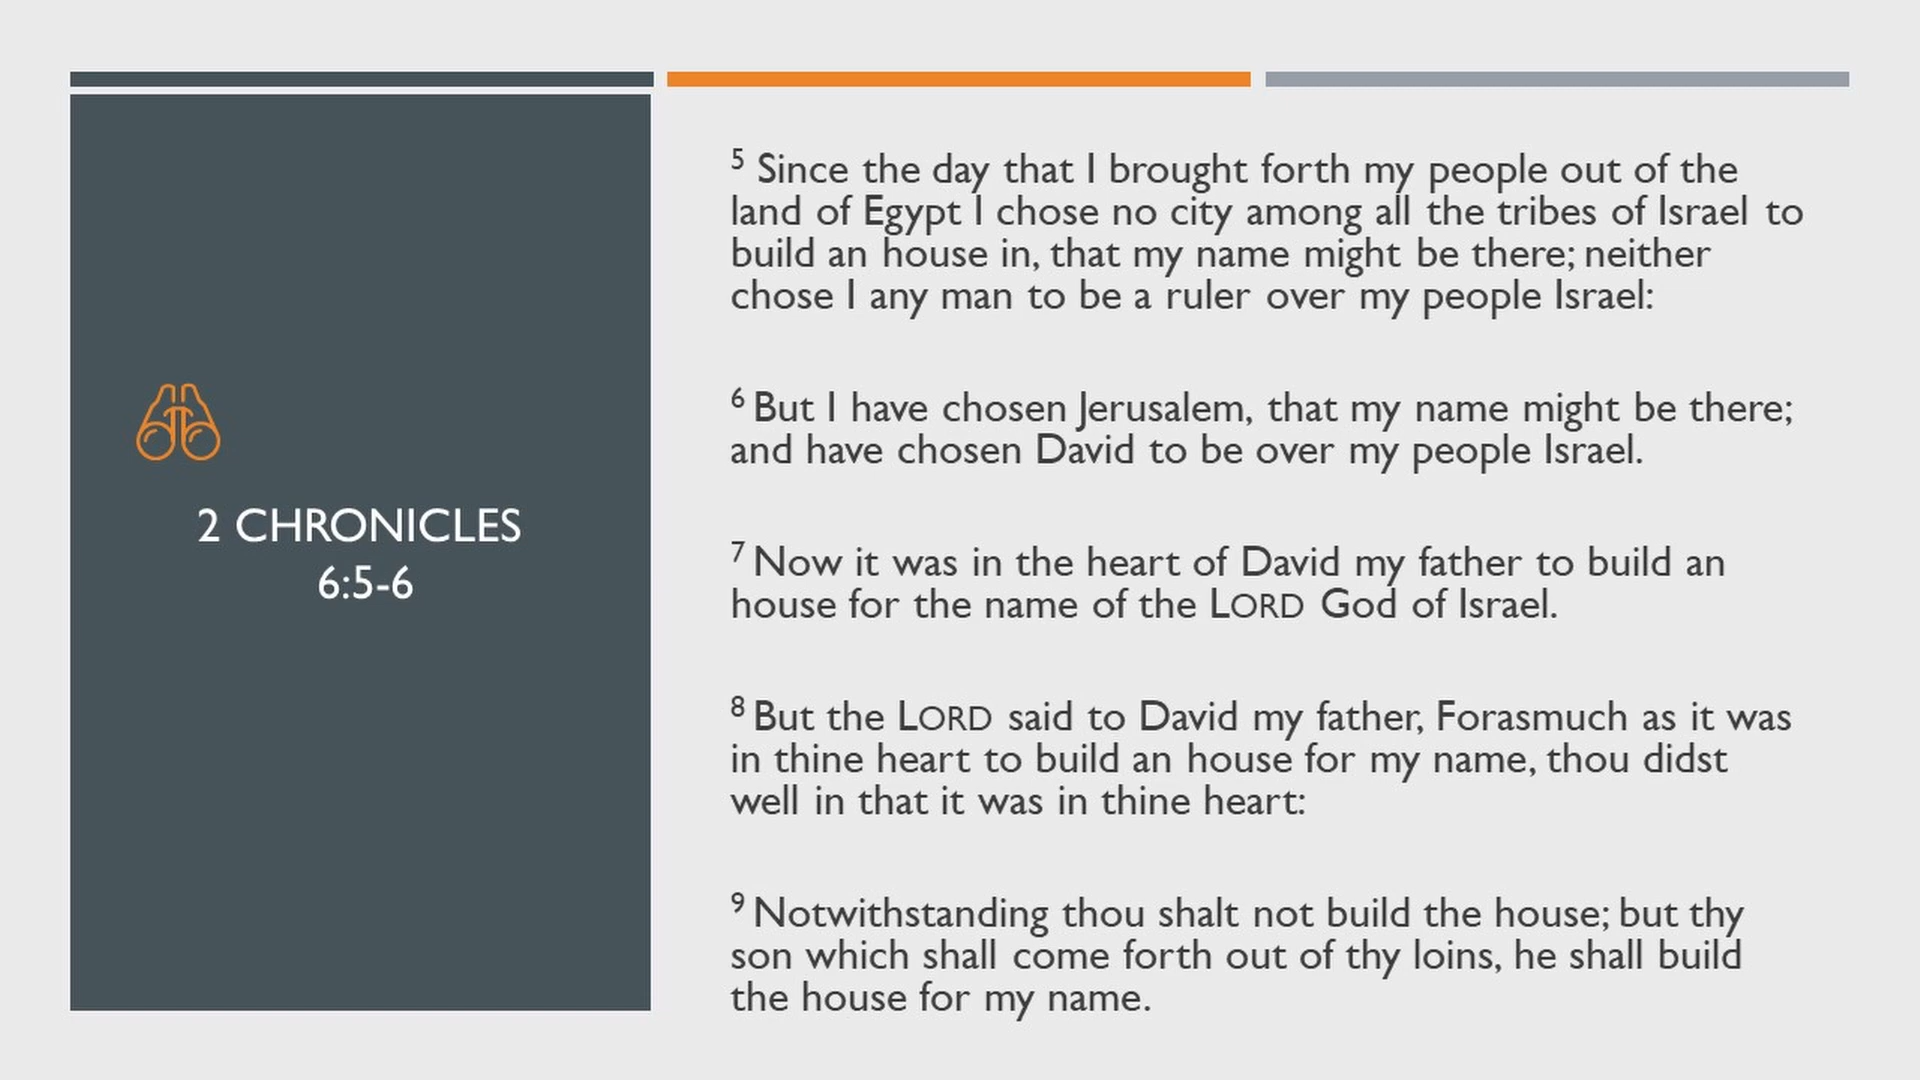 2 CHRONICLES
6:5-6
5 Since the day that I brought forth my people out of the
land of Egypt I chose no city among all the tribes of Israel to
build an house in, that my name might be there; neither
chose I any man to be a ruler over my people Israel:
6 But I have chosen Jerusalem, that my name might be there;
and have chosen David to be over my people Israel.
7 Now it was in the heart of David my father to build an
house for the name of the LORD God of Israel.
8 But the LORD said to David my father, Forasmuch as it was
in thine heart to build an house for my name, thou didst
well in that it was in thine heart:
9 Notwithstanding thou shalt not build the house; but thy
son which shall come forth out of thy loins, he shall build
the house for my name.